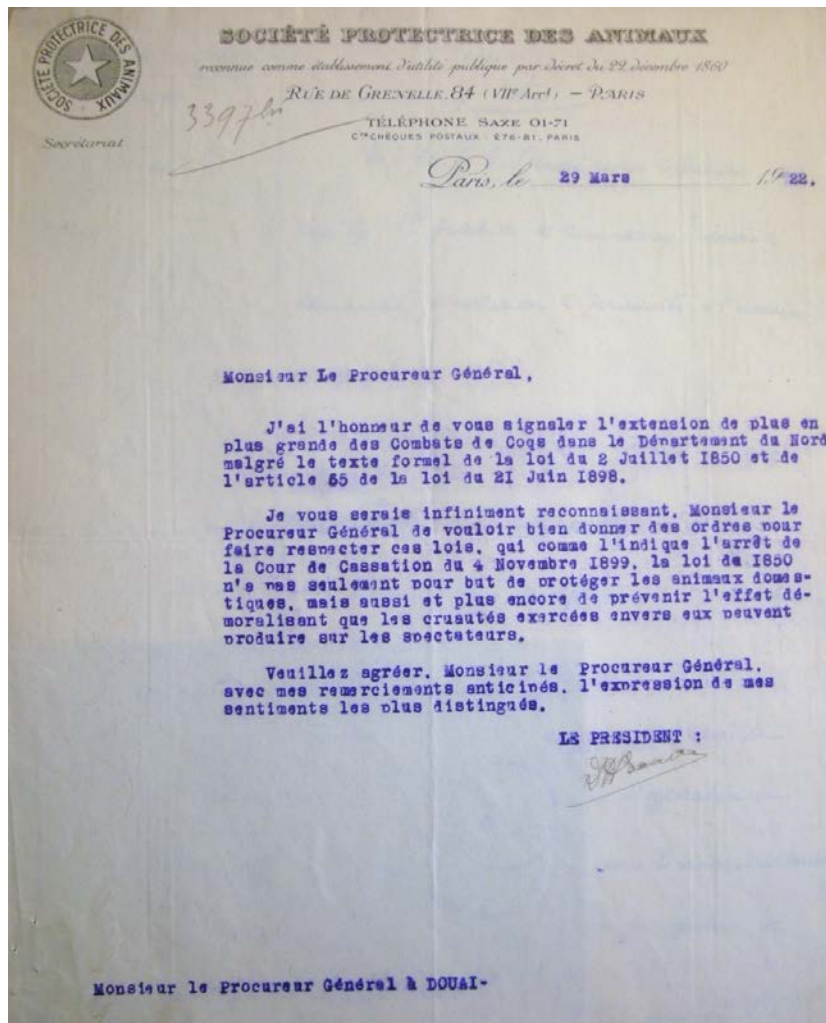 SOCIÉTÉ PROTECTRICE DES ANIMAUX
SOCIÉTÉ PROTECTRICE DES ANIMAUX
reconnue comme établissement d'utilité publique par décret du 22 décembre 1860
RUE DE GRENELLE, 84 (VIIe Arrt) — PARIS
3397
TÉLÉPHONE SAXE 01-71
Cte CHÈQUES POSTAUX : 276-81, PARIS
Secrétariat
Paris, le 29 Mars 1922.
Monsieur Le Procureur Général,
J'ai l'honneur de vous signaler l'extension de plus en
plus grande des Combats de Coqs dans le Département du Nord
malgré le texte formel de la loi du 2 Juillet I850 et de
l'article 65 de la loi du 2I Juin I898.
Je vous serais infiniment reconnaissant, Monsieur le
Procureur Général de vouloir bien donner des ordres pour
faire respecter ces lois, qui comme l'indique l'arrêt de
la Cour de Cassation du 4 Novembre I899, la loi de I850
n'a pas seulement pour but de protéger les animaux domes-
tiques, mais aussi et plus encore de prévenir l'effet dé-
moralisant que les cruautés exercées envers eux peuvent
produire sur les spectateurs.
Veuillez agréer, Monsieur le Procureur Général,
avec mes remerciements anticipés, l'expression de mes
sentiments les plus distingués.
LE PRESIDENT :
Monsieur le Procureur Général à DOUAI-